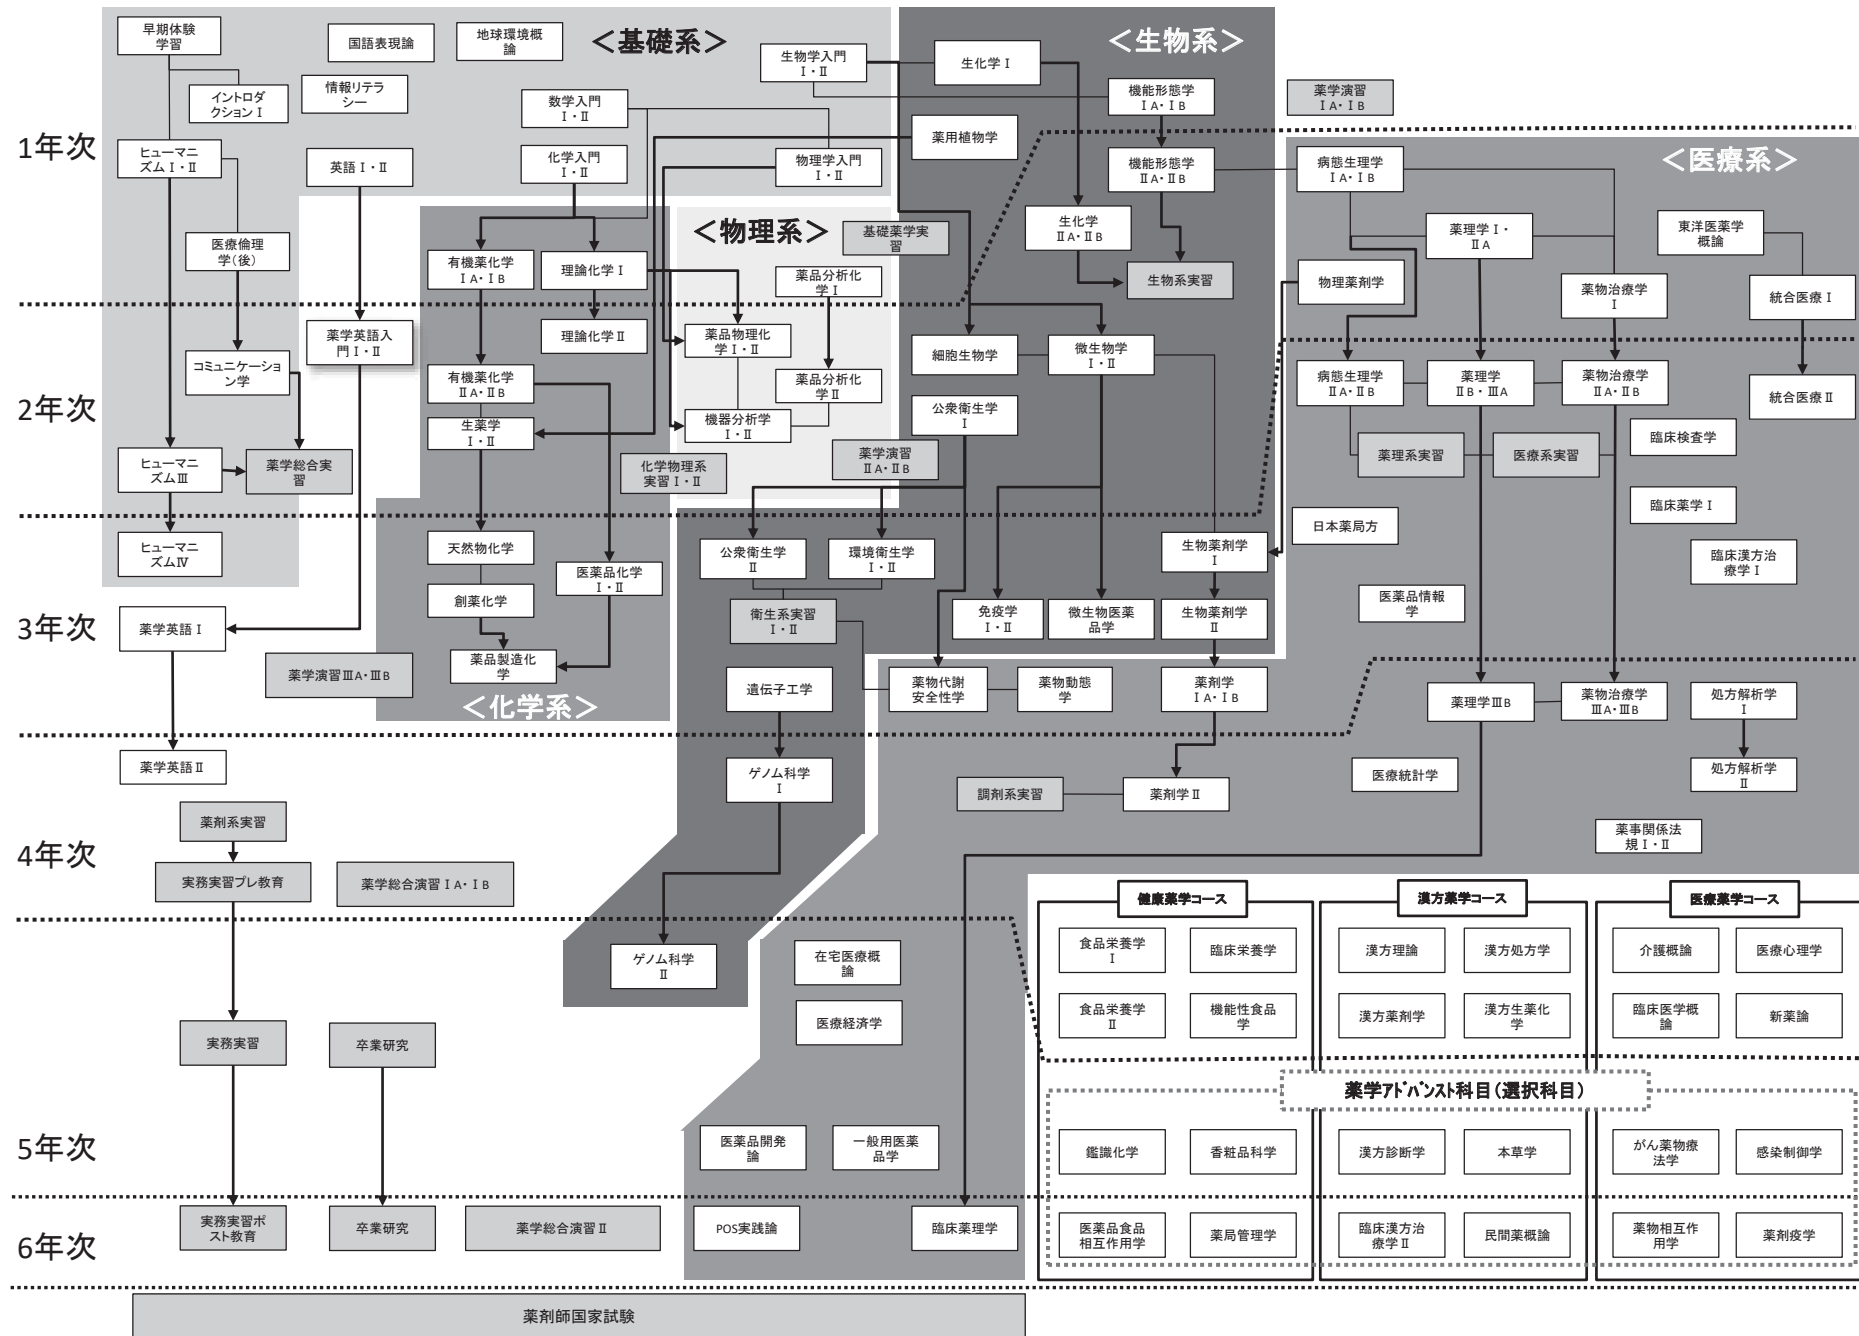 ＜基礎系＞
早期体験
学習
国語表現論
地球環境概
論
イントロダ
クションⅠ
情報リテラ
シー
生物学入門
Ⅰ・Ⅱ
数学入門
Ⅰ・Ⅱ
1年次
ヒューマニ
ズムⅠ・Ⅱ
英語Ⅰ・Ⅱ
化学入門
Ⅰ・Ⅱ
物理学入門
Ⅰ・Ⅱ
医療倫理
学(後)
＜生物系＞
生化学Ⅰ
機能形態学
ⅠA・ⅠB
薬学演習
ⅠA・ⅠB
薬用植物学
機能形態学
ⅡA・ⅡB
生化学
ⅡA・ⅡB
生物系実習
＜医療系＞
病態生理学
ⅠA・ⅠB
薬理学Ⅰ・
ⅡA
東洋医薬学
概論
物理薬剤学
薬物治療学
Ⅰ
統合医療Ⅰ
有機薬化学
ⅠA・ⅠB
理論化学Ⅰ
＜物理系＞
基礎薬学実
習
薬品分析化
学Ⅰ
2年次
薬学英語入
門Ⅰ・Ⅱ
コミュニケーショ
ン学
ヒューマニ
ズムⅢ
薬学総合実
習
理論化学Ⅱ
有機薬化学
ⅡA・ⅡB
生薬学
Ⅰ・Ⅱ
化学物理系
実習Ⅰ・Ⅱ
薬品物理化
学Ⅰ・Ⅱ
薬品分析化
学Ⅱ
機器分析学
Ⅰ・Ⅱ
薬学演習
ⅡA・ⅡB
細胞生物学
微生物学
Ⅰ・Ⅱ
公衆衛生学
Ⅰ
病態生理学
ⅡA・ⅡB
薬理学
ⅡB・ⅢA
薬物治療学
ⅡA・ⅡB
統合医療Ⅱ
薬理系実習
医療系実習
臨床検査学
臨床薬学Ⅰ
3年次
ヒューマニ
ズムⅣ
薬学英語Ⅰ
薬学演習ⅢA・ⅢB
天然物化学
医薬品化学
Ⅰ・Ⅱ
創薬化学
薬品製造化
学
＜化学系＞
公衆衛生学
Ⅱ
環境衛生学
Ⅰ・Ⅱ
衛生系実習
Ⅰ・Ⅱ
免疫学
Ⅰ・Ⅱ
微生物医薬
品学
生物薬剤学
Ⅰ
生物薬剤学
Ⅱ
遺伝子工学
薬物代謝
安全性学
薬物動態
学
薬剤学
ⅠA・ⅠB
日本薬局方
臨床漢方治
療学Ⅰ
医薬品情報
学
薬理学ⅢB
薬物治療学
ⅢA・ⅢB
処方解析学
Ⅰ
4年次
薬学英語Ⅱ
薬剤系実習
実務実習プレ教育
薬学総合演習ⅠA・ⅠB
ゲノム科学
Ⅰ
調剤系実習
薬剤学Ⅱ
医療統計学
処方解析学
Ⅱ
薬事関係法
規Ⅰ・Ⅱ
5年次
実務実習
卒業研究
ゲノム科学
Ⅱ
在宅医療概
論
医療経済学
医薬品開発
論
一般用医薬
品学
健康薬学コース
食品栄養学
Ⅰ
臨床栄養学
食品栄養学
Ⅱ
機能性食品
学
漢方薬学コース
漢方理論
漢方処方学
漢方薬剤学
漢方生薬化
学
医療薬学コース
介護概論
医療心理学
臨床医学概
論
新薬論
薬学ｱﾄﾞﾊﾞﾝｽﾄ科目(選択科目)
鑑識化学
香粧品科学
漢方診断学
本草学
がん薬物療
法学
感染制御学
6年次
実務実習ポ
スト教育
卒業研究
薬学総合演習Ⅱ
POS実践論
臨床薬理学
医薬品食品
相互作用学
薬局管理学
臨床漢方治
療学Ⅱ
民間薬概論
薬物相互作
用学
薬剤疫学
薬剤師国家試験